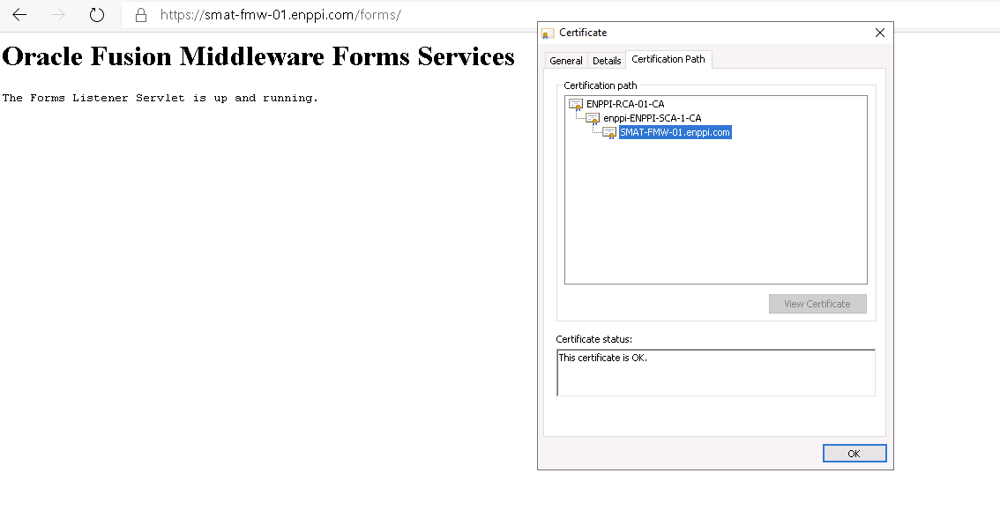 https://smat-fmw-01.enppi.com/forms/
Oracle Fusion Middleware Forms Services
The Forms Listener Servlet is up and running.
Certificate
General Details Certification Path
Certification path
ENPPI-RCA-01-CA
enppi-ENPPI-SCA-1-CA
SMAT-FMW-01.enppi.com
View Certificate
Certificate status:
This certificate is OK.
OK